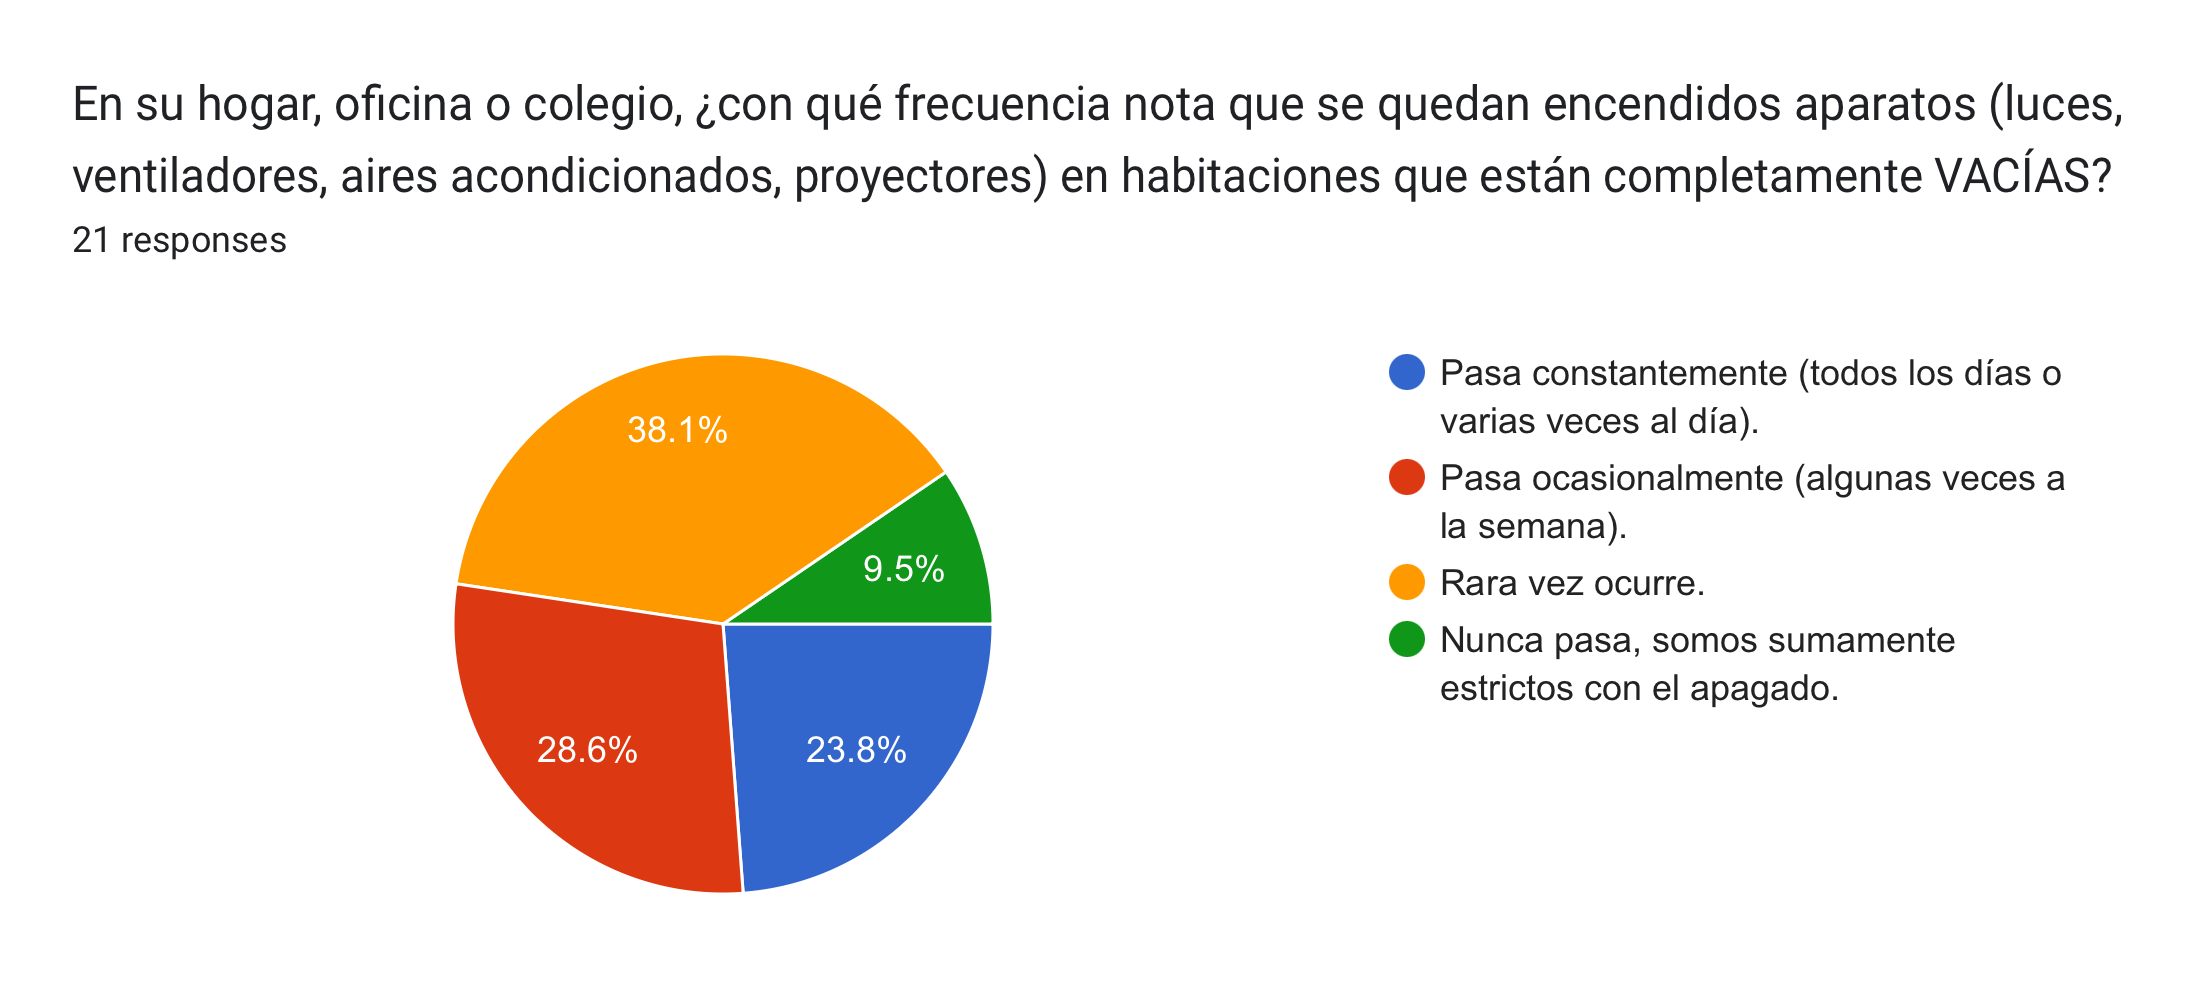 En su hogar, oficina o colegio, ¿con qué frecuencia nota que se quedan encendidos aparatos (luces,
ventiladores, aires acondicionados, proyectores) en habitaciones que están completamente VACÍAS?
21 responses
38.1%
9.5%
28.6%
23.8%
Pasa constantemente (todos los días o
varias veces al día).
Pasa ocasionalmente (algunas veces a
la semana).
Rara vez ocurre.
Nunca pasa, somos sumamente
estrictos con el apagado.